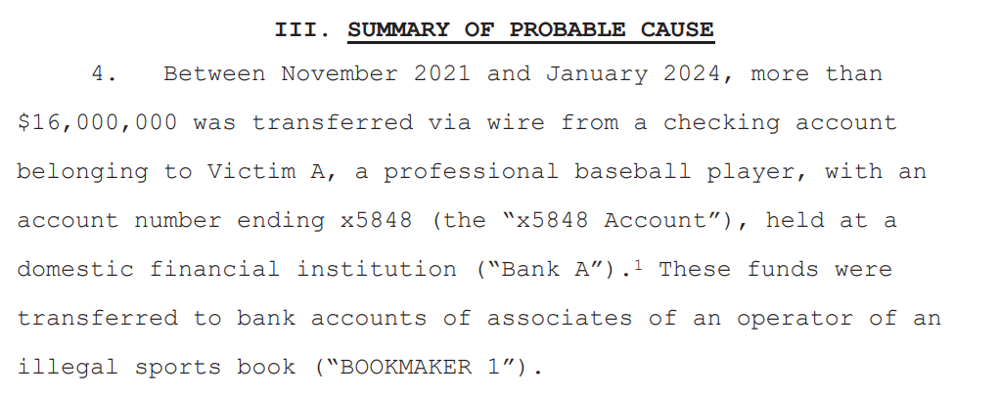 III. SUMMARY OF PROBABLE CAUSE
4. Between November 2021 and January 2024, more than
$16,000,000 was transferred via wire from a checking account
belonging to Victim A, a professional baseball player, with an
account number ending x5848 (the “x5848 Account”), held at a
domestic financial institution (“Bank A”).¹ These funds were
transferred to bank accounts of associates of an operator of an
illegal sports book (“BOOKMAKER 1”).